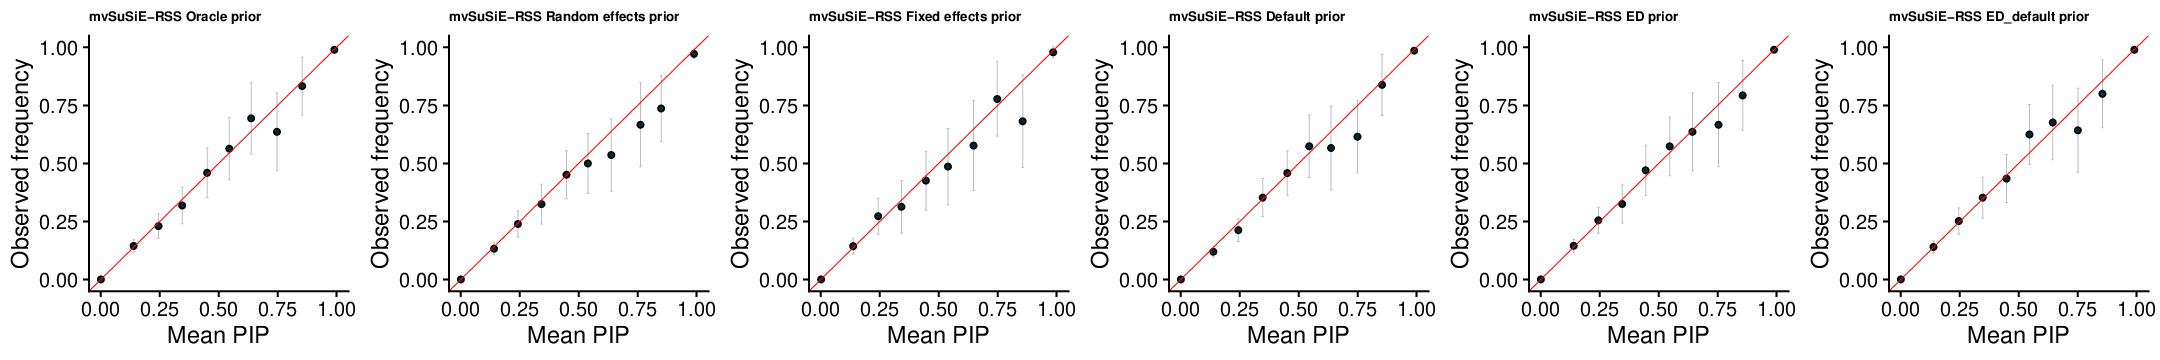 mvSuSiE−RSS Oracle prior
1.00
0.75
0.50
0.25
0.00
Observed frequency
0.00 0.25 0.50 0.75 1.00
Mean PIP
mvSuSiE−RSS Random effects prior
1.00
0.75
0.50
0.25
0.00
Observed frequency
0.00 0.25 0.50 0.75 1.00
Mean PIP
mvSuSiE−RSS Fixed effects prior
1.00
0.75
0.50
0.25
0.00
Observed frequency
0.00 0.25 0.50 0.75 1.00
Mean PIP
mvSuSiE−RSS Default prior
1.00
0.75
0.50
0.25
0.00
Observed frequency
0.00 0.25 0.50 0.75 1.00
Mean PIP
mvSuSiE−RSS ED prior
1.00
0.75
0.50
0.25
0.00
Observed frequency
0.00 0.25 0.50 0.75 1.00
Mean PIP
mvSuSiE−RSS ED_default prior
1.00
0.75
0.50
0.25
0.00
Observed frequency
0.00 0.25 0.50 0.75 1.00
Mean PIP